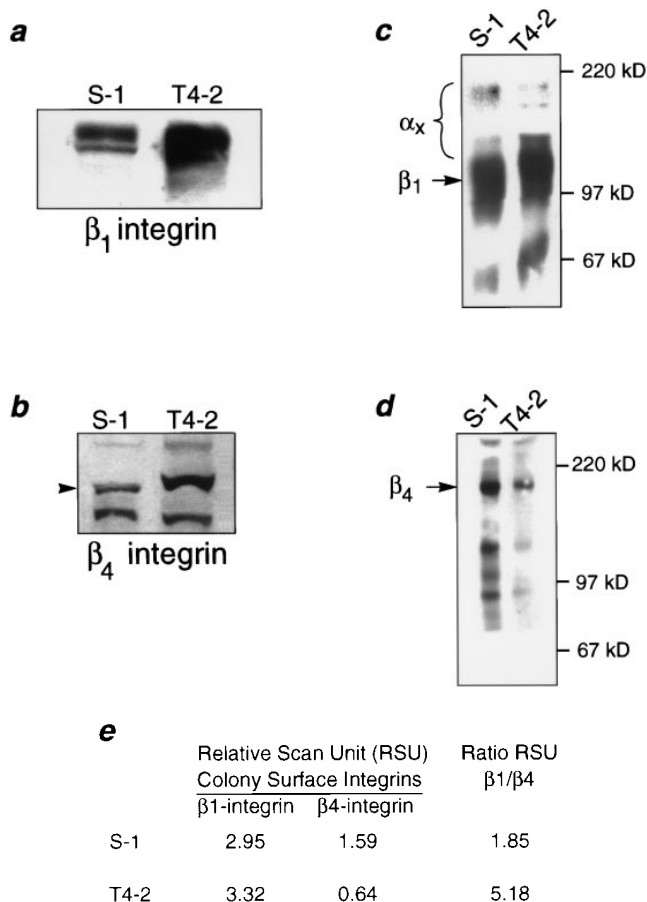 a
S-1 T4-2
β1 integrin
c
S-1 T4-2
220 kD
αx
β1
97 kD
67 kD
b
S-1 T4-2
β4 integrin
d
S-1 T4-2
220 kD
β4
97 kD
67 kD
e
Relative Scan Unit (RSU) Ratio RSU
Colony Surface Integrins β1/β4
β1-integrin β4-integrin
S-1 2.95 1.59 1.85
T4-2 3.32 0.64 5.18